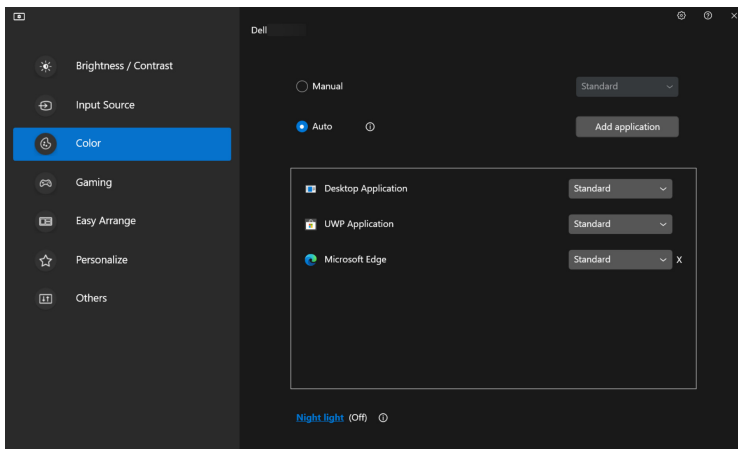 Dell
Brightness / Contrast
Input Source
Color
Gaming
Easy Arrange
Personalize
Others
Manual
Standard
Auto
Add application
Desktop Application
Standard
UWP Application
Standard
Microsoft Edge
Standard
X
Night light (Off)